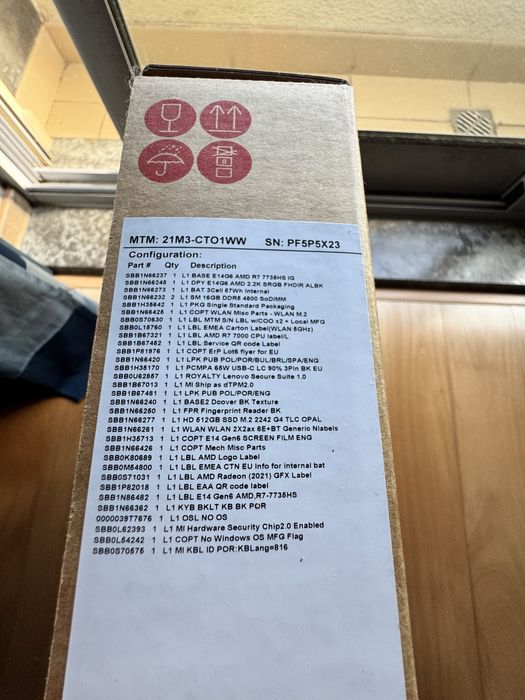 MTM: 21M3-CTO1WW SN: PF5P5X23
Configuration:
Part # Qty Description
SBB1N66237 1 L1 BASE E14G6 AMD R7 7735HS IG
SBB1N66245 1 L1 DPY E14G6 AMD 2.2K SRGB FHDIR ALBK
SBB1N66273 1 L1 BAT 3Cell 57Wh Internal
SBB1N66232 2 L1 SM 16GB DDR5 4800 SoDIMM
SBB1H35642 1 L1 PKG Single Standard Packaging
SBB1N66425 1 L1 COPT WLAN Misc Parts - WLAN M.2
SBB0S70630 1 L1 LBL MTM S/N LBL w/COO x2 + Local MFG
SBB0L15760 1 L1 LBL EMEA Carton Label(WLAN 5GHz)
SBB1B67321 1 L1 LBL AMD R7 7000 CPU label/L
SBB1B67452 1 L1 LBL Service QR code Label
SBB1P81976 1 L1 COPT ErP Lot6 flyer for EU
SBB1N66420 1 L1 LPK PUB POL/POR/BUL/BRL/SPA/ENG
SBB1H35170 1 L1 PCMPA 65W USB-C LC 90% 3Pin BK EU
SBB0U82857 1 L1 ROYALTY Lenovo Secure Suite 1.0
SBB1B67013 1 L1 MI Ship as dTPM2.0
SBB1B67481 1 L1 LPK PUB POL/POR/ENG
SBB1N66240 1 L1 BASE2 Dcover BK Texture
SBB1N66250 1 L1 FPR Fingerprint Reader BK
SBB1N66277 1 L1 HD 512GB SSD M.2 2242 G4 TLC OPAL
SBB1N66261 1 L1 WLAN WLAN 2X2ax 6E+BT Generic Nlabels
SBB1H35713 1 L1 COPT E14 Gen6 SCREEN FILM ENG
SBB1N66426 1 L1 COPT Mech Misc Parts
SBB0K80689 1 L1 LBL AMD Logo Label
SBB0M54800 1 L1 LBL EMEA CTN EU Info for internal bat
SBB0S71031 1 L1 LBL AMD Radeon (2021) GFX Label
SBB1P82018 1 L1 LBL EAA QR code label
SBB1N86482 1 L1 LBL E14 Gen6 AMD,R7-7735HS
SBB1N66362 1 L1 KYB BKLT KB BK POR
0000039T7676 1 L1 OSL NO OS
SBB0L62393 1 L1 MI Hardware Security Chip2.0 Enabled
SBB0L54242 1 L1 COPT No Windows OS MFG Flag
SBB0S70575 1 L1 MI KBL ID POR:KBLang=816